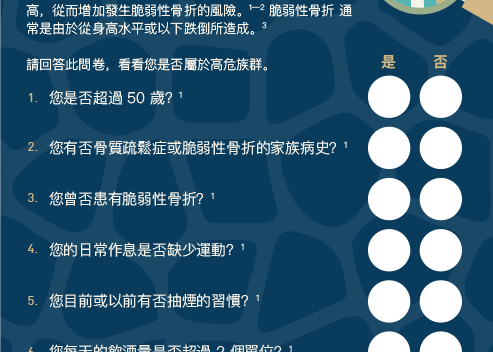 高，從而增加發生脆弱性骨折的風險。¹⁻² 脆弱性骨折 通
常是由於從身高水平或以下跌倒所造成。³
請回答此問卷，看看您是否屬於高危族群。
是 否
1. 您是否超過 50 歲? ¹
2. 您有否骨質疏鬆症或脆弱性骨折的家族病史? ¹
3. 您曾否患有脆弱性骨折? ¹
4. 您的日常作息是否缺少運動? ¹
5. 您目前或以前有否抽煙的習慣? ¹
6. 您每天的飲酒量是否超過 2 個單位? ¹